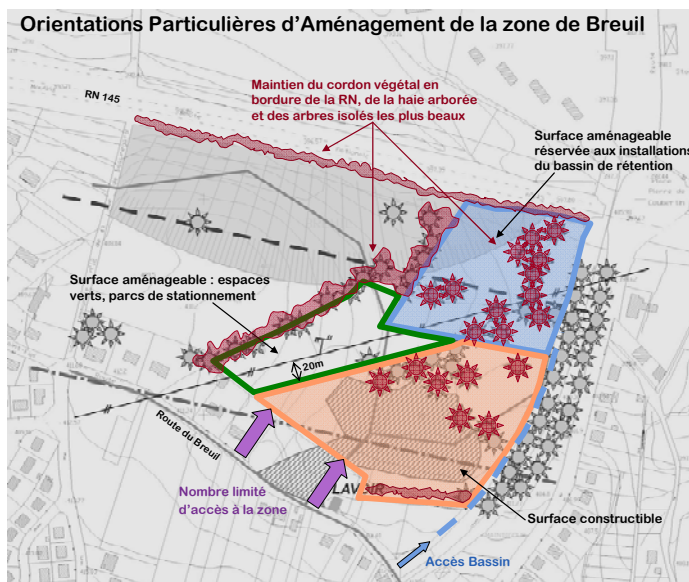 Orientations Particulières d'Aménagement de la zone de Breuil
RN 145
Maintien du cordon végétal en
bordure de la RN, de la haie arborée
et des arbres isolés les plus beaux
Surface aménageable
réservée aux installations
du bassin de rétention
Surface aménageable : espaces
verts, parcs de stationnement
20m
Route du Breuil
Nombre limité
d'accès à la zone
Surface constructible
Accès Bassin